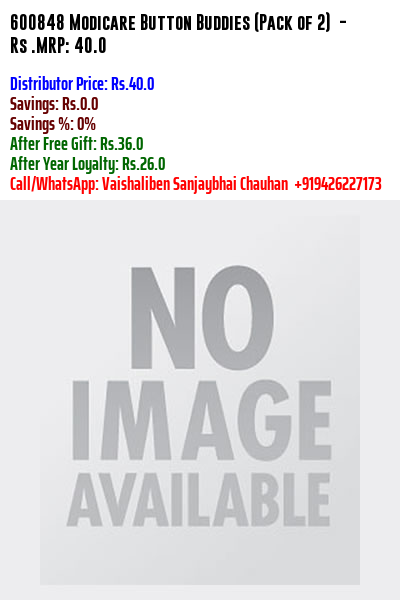 600848 Modicare Button Buddies (Pack of 2) -
Rs .MRP: 40.0
Distributor Price: Rs.40.0
Savings: Rs.0.0
Savings %: 0%
After Free Gift: Rs.36.0
After Year Loyalty: Rs.26.0
Call/WhatsApp: Vaishaliben Sanjaybhai Chauhan +919426227173
NO
IMAGE
AVAILABLE